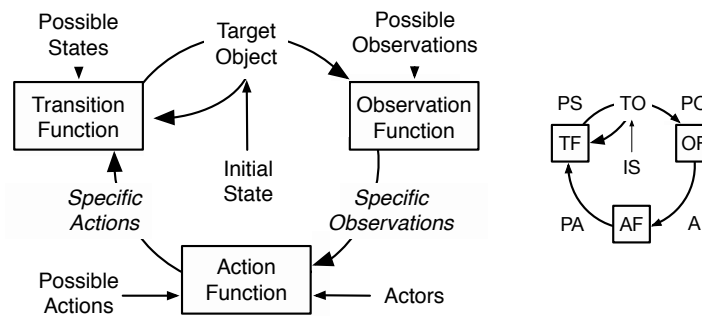 Possible
States
Target
Object
Possible
Observations
Transition
Function
Observation
Function
Initial
State
Specific
Actions
Specific
Observations
Possible
Actions
Action
Function
Actors
PS
TO
TF
IS
PA
AF